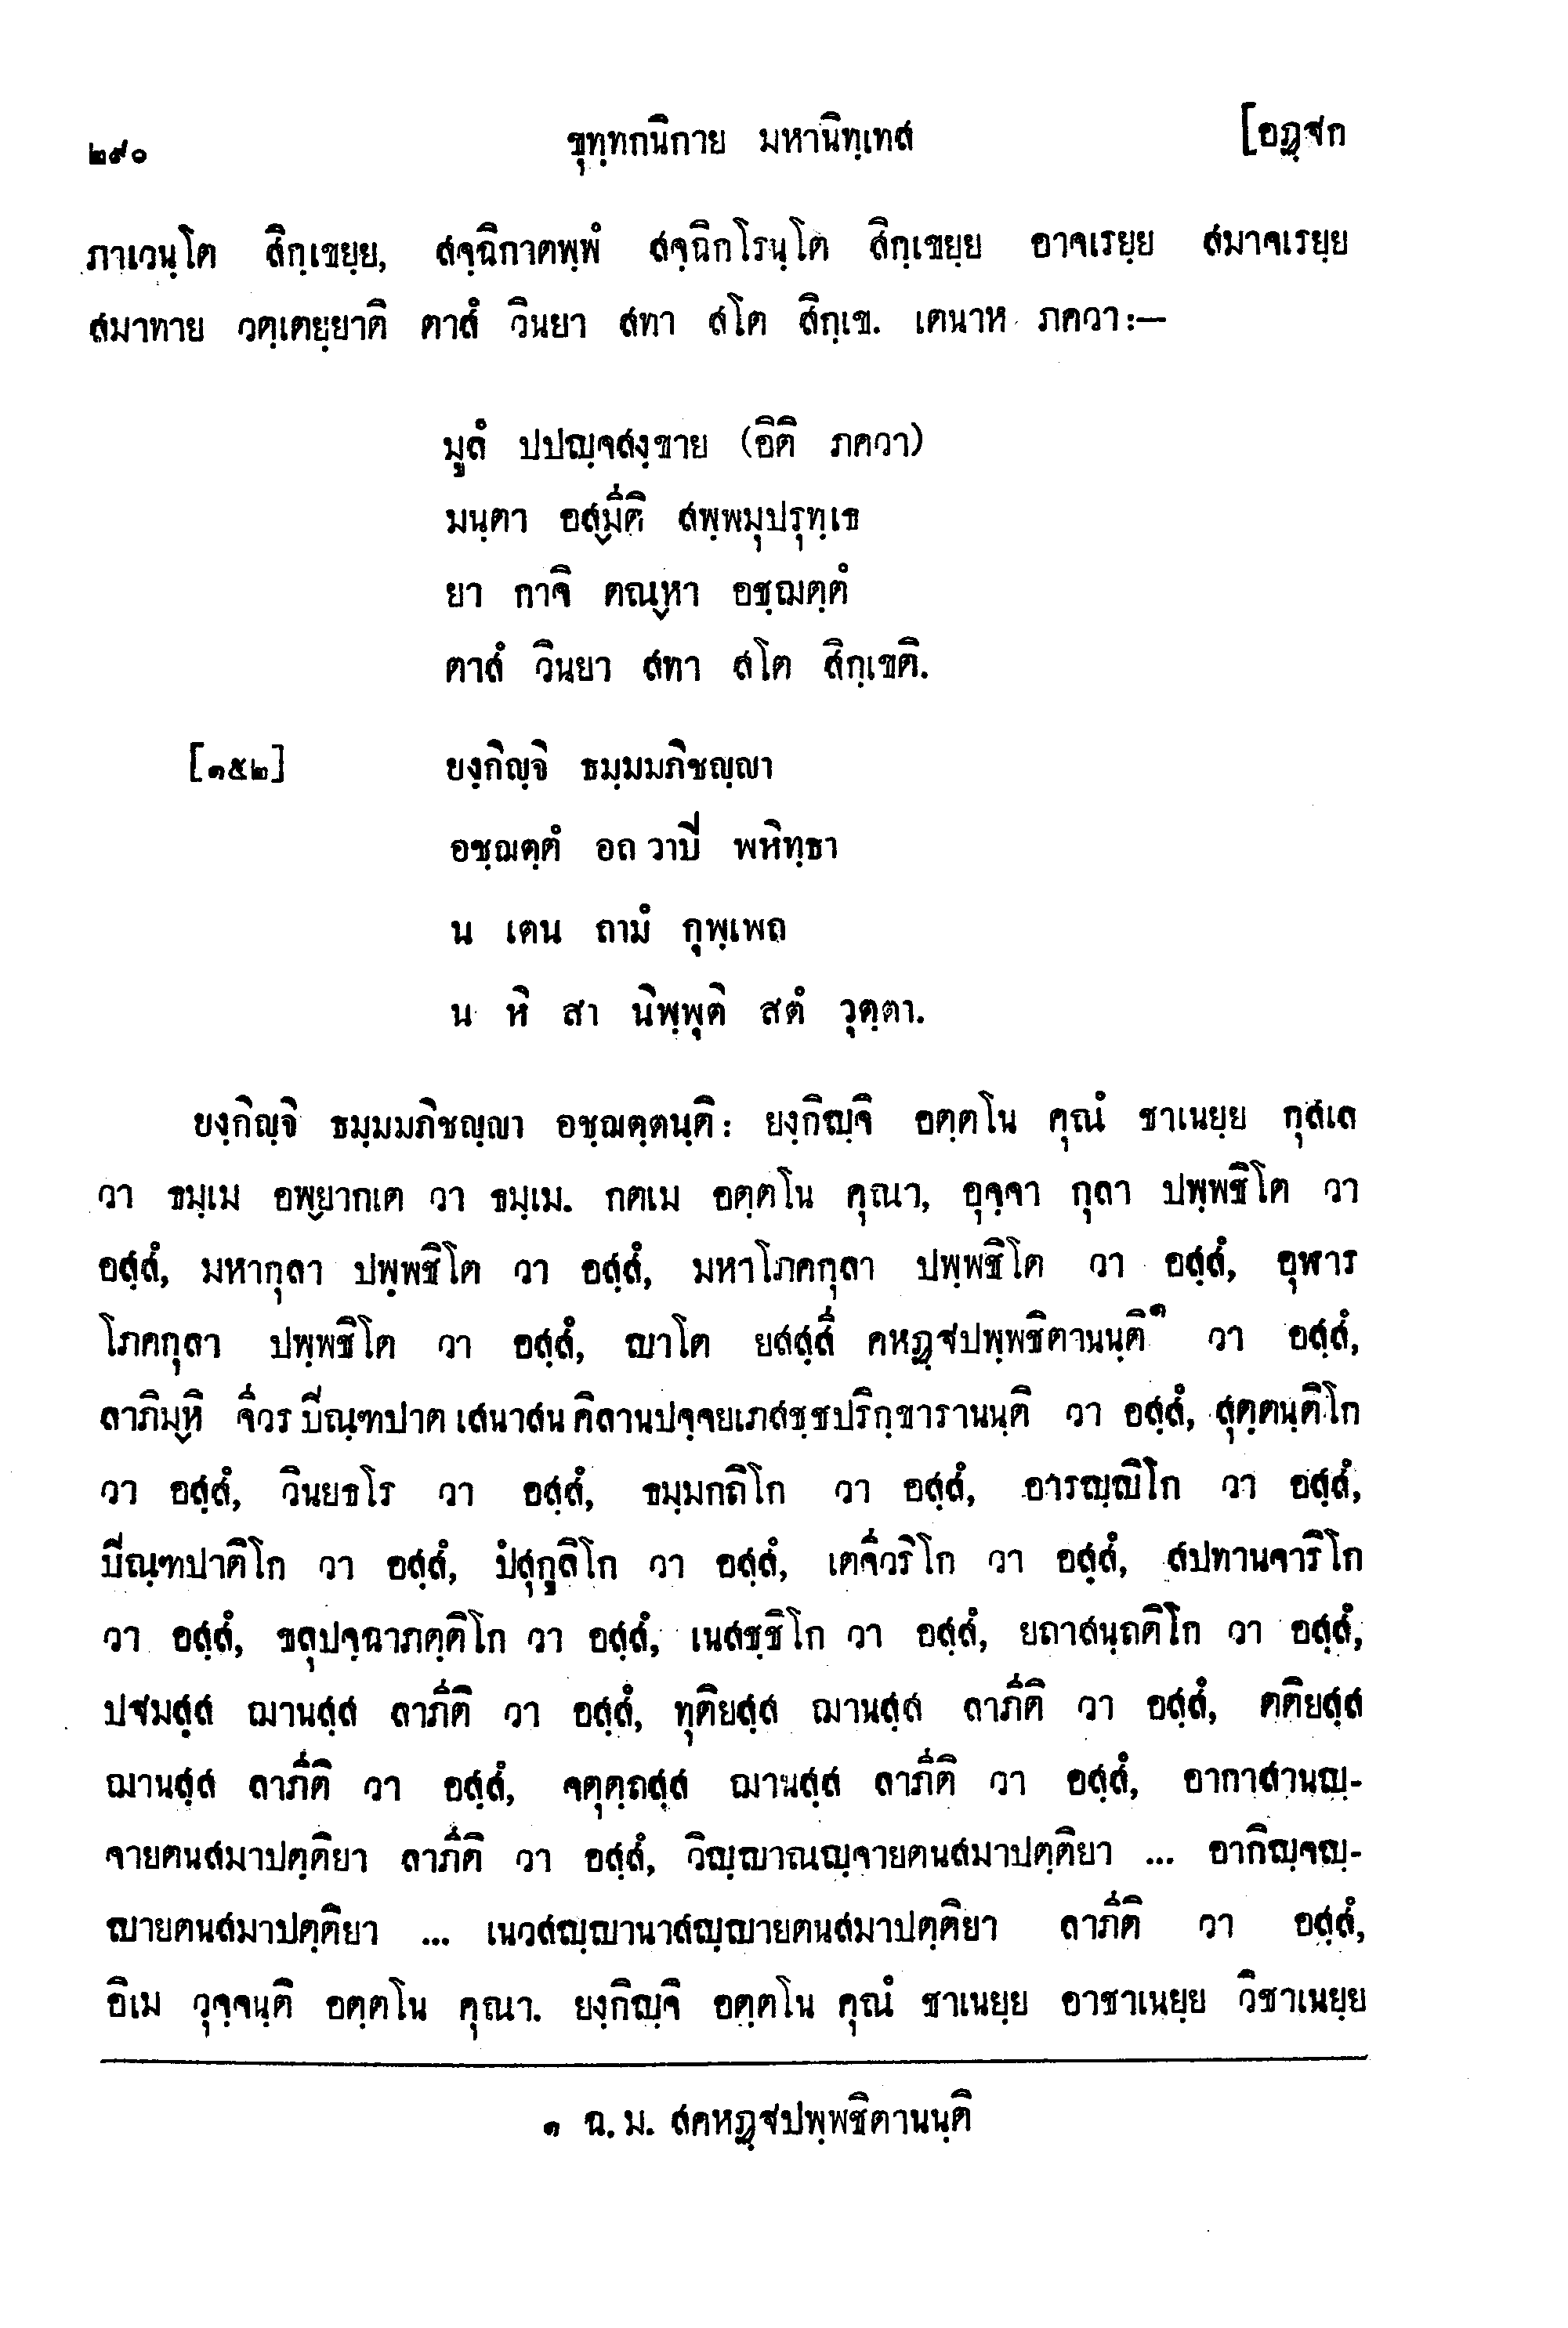 ๒๙๐ ขุทฺทกนิกาย มหานิทฺเทส [อฏฺฐก
ภาเวนฺโต สิกฺเขยฺย, สจฺฉิกาตพฺพํ สจฺฉิกโรนฺโต สิกฺเขยฺย อาจเรยฺย สมาจเรยฺย
สมาทาย วตฺเตยฺยาติ ตาสํ วินยา สทา สโต สิกฺเข. เตนาห ภควา:—
มูลํ ปปญฺจสงฺขาย (อิติ ภควา)
มนฺตา อสฺมีติ สพฺพมุปรุทฺเธ
ยา กาจิ ตณฺหา อชฺฌตฺตํ
ตาสํ วินยา สทา สโต สิกฺเขติ.
[๑๕๒] ยงฺกิญฺจิ ธมฺมมภิชญฺญา
อชฺฌตฺตํ อถ วาปิ พหิทฺธา
น เตน ถามํ กุพฺเพถ
น หิ สา นิพฺพุติ สตํ วุตฺตา.
ยงฺกิญฺจิ ธมฺมมภิชญฺญา อชฺฌตฺตนฺติ: ยงฺกิญฺจิ อตฺตโน คุณํ ชาเนยฺย กุสเล
วา ธมฺเม อพฺยากเต วา ธมฺเม. กตเม อตฺตโน คุณา, อุจฺจา กุลา ปพฺพชิโต วา
อสฺสํ, มหากุลา ปพฺพชิโต วา อสฺสํ, มหาโภคกุลา ปพฺพชิโต วา อสฺสํ, อุฬาร
โภคกุลา ปพฺพชิโต วา อสฺสํ, ญาโต ยสสฺสี คหฏฺฐปพฺพชิตานนฺติ๑ วา อสฺสํ,
ลาภิมฺหิ จีวรปิณฺฑปาตเสนาสนคิลานปจฺจยเภสชฺชปริกฺขารานนฺติ วา อสฺสํ, สุตฺตนฺติโก
วา อสฺสํ, วินยธโร วา อสฺสํ, ธมฺมกถิโก วา อสฺสํ, อารญฺญิโก วา อสฺสํ,
ปิณฺฑปาติโก วา อสฺสํ, ปํสุกูลิโก วา อสฺสํ, เตจีวริโก วา อสฺสํ, สปทานจาริโก
วา อสฺสํ, ขลุปจฺฉาภตฺติโก วา อสฺสํ, เนสชฺชิโก วา อสฺสํ, ยถาสนฺถติโก วา อสฺสํ,
ปฐมสฺส ฌานสฺส ลาภีติ วา อสฺสํ, ทุติยสฺส ฌานสฺส ลาภีติ วา อสฺสํ, ตติยสฺส
ฌานสฺส ลาภีติ วา อสฺสํ, จตุตฺถสฺส ฌานสฺส ลาภีติ วา อสฺสํ, อากาสานญฺ-
จายตนสมาปตฺติยา ลาภีติ วา อสฺสํ, วิญฺญาณญฺจายตนสมาปตฺติยา ... อากิญฺจญฺ-
ญายตนสมาปตฺติยา ... เนวสญฺญานาสญฺญายตนสมาปตฺติยา ลาภีติ วา อสฺสํ,
อิเม วุจฺจนฺติ อตฺตโน คุณา. ยงฺกิญฺจิ อตฺตโน คุณํ ชาเนยฺย อาชาเนยฺย วิชาเนยฺย
๑ ฉ. ม. สคหฏฺฐปพฺพชิตานนฺติ